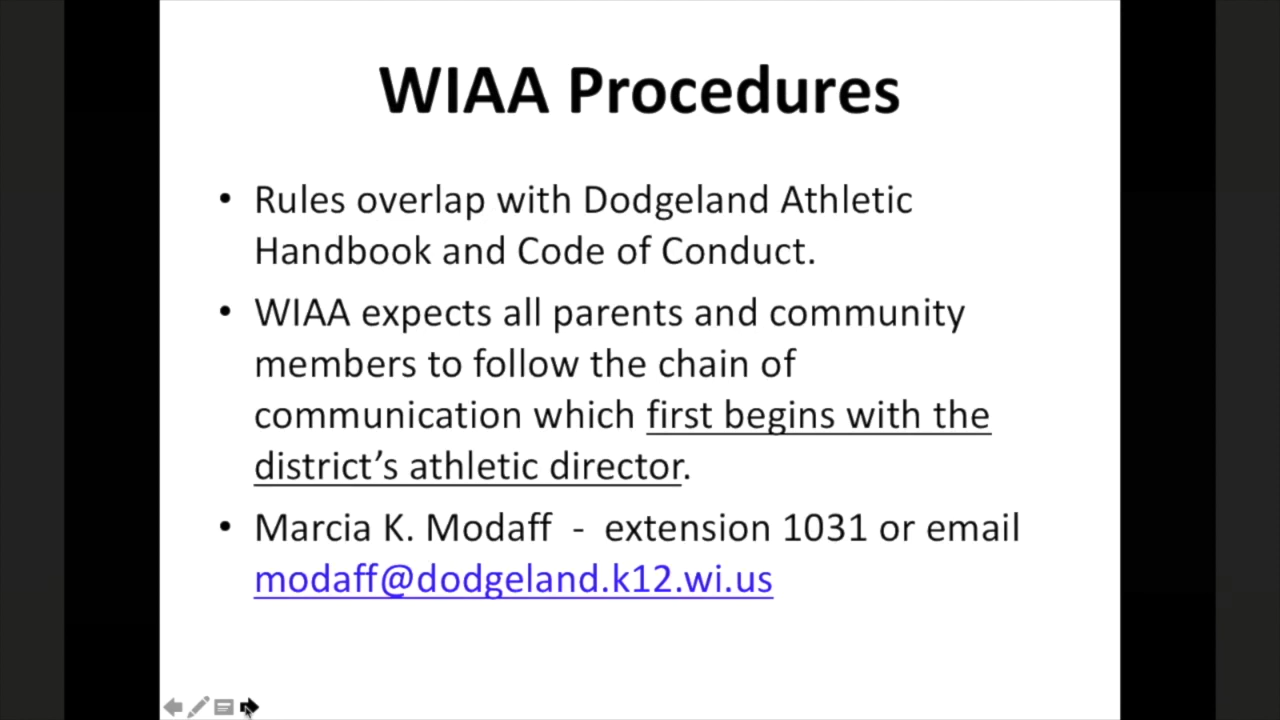 WIAA Procedures
• Rules overlap with Dodgeland Athletic
Handbook and Code of Conduct.
• WIAA expects all parents and community
members to follow the chain of
communication which first begins with the
district’s athletic director.
• Marcia K. Modaff - extension 1031 or email
modaff@dodgeland.k12.wi.us